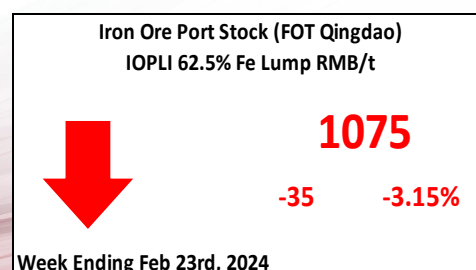 Iron Ore Port Stock (FOT Qingdao)
IOPLI 62.5% Fe Lump RMB/t
1075
-35 -3.15%
Week Ending Feb 23rd, 2024